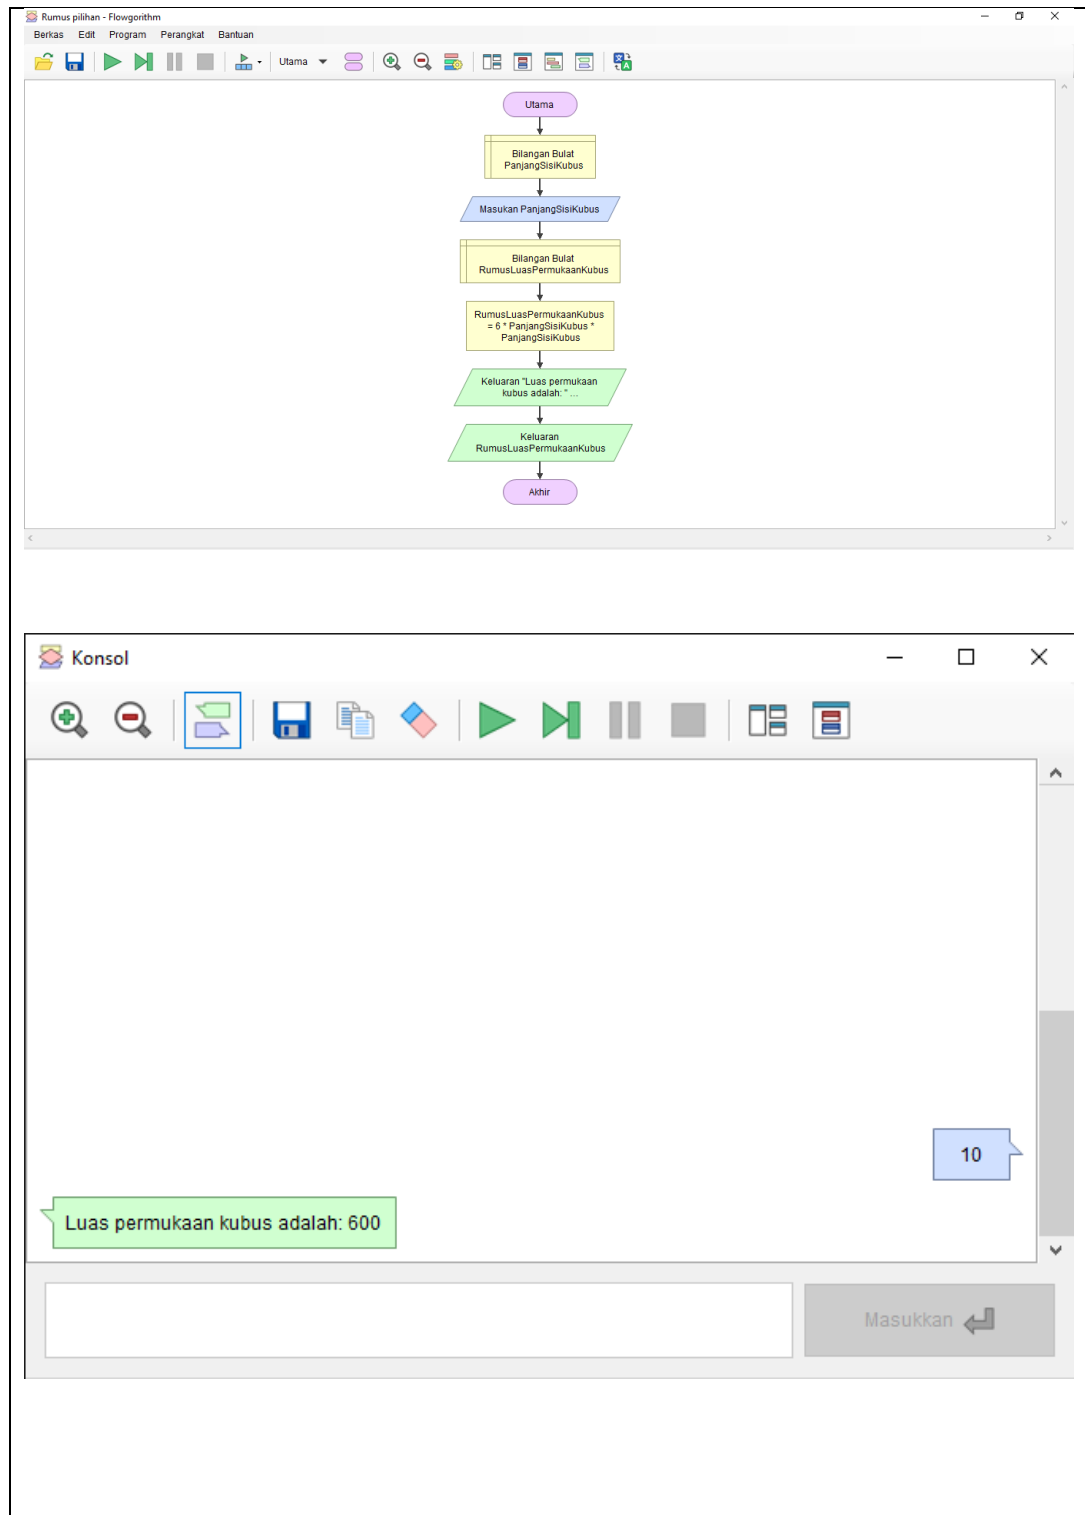 Rumus pilihan - Flowgorithm
Berkas Edit Program Perangkat Bantuan
Utama
Utama
Bilangan Bulat
PanjangSisiKubus
Masukan PanjangSisiKubus
Bilangan Bulat
RumusLuasPermukaanKubus
RumusLuasPermukaanKubus
= 6 * PanjangSisiKubus *
PanjangSisiKubus
Keluaran "Luas permukaan
kubus adalah: " ...
Keluaran
RumusLuasPermukaanKubus
Akhir
Konsol
10
Luas permukaan kubus adalah: 600
Masukkan